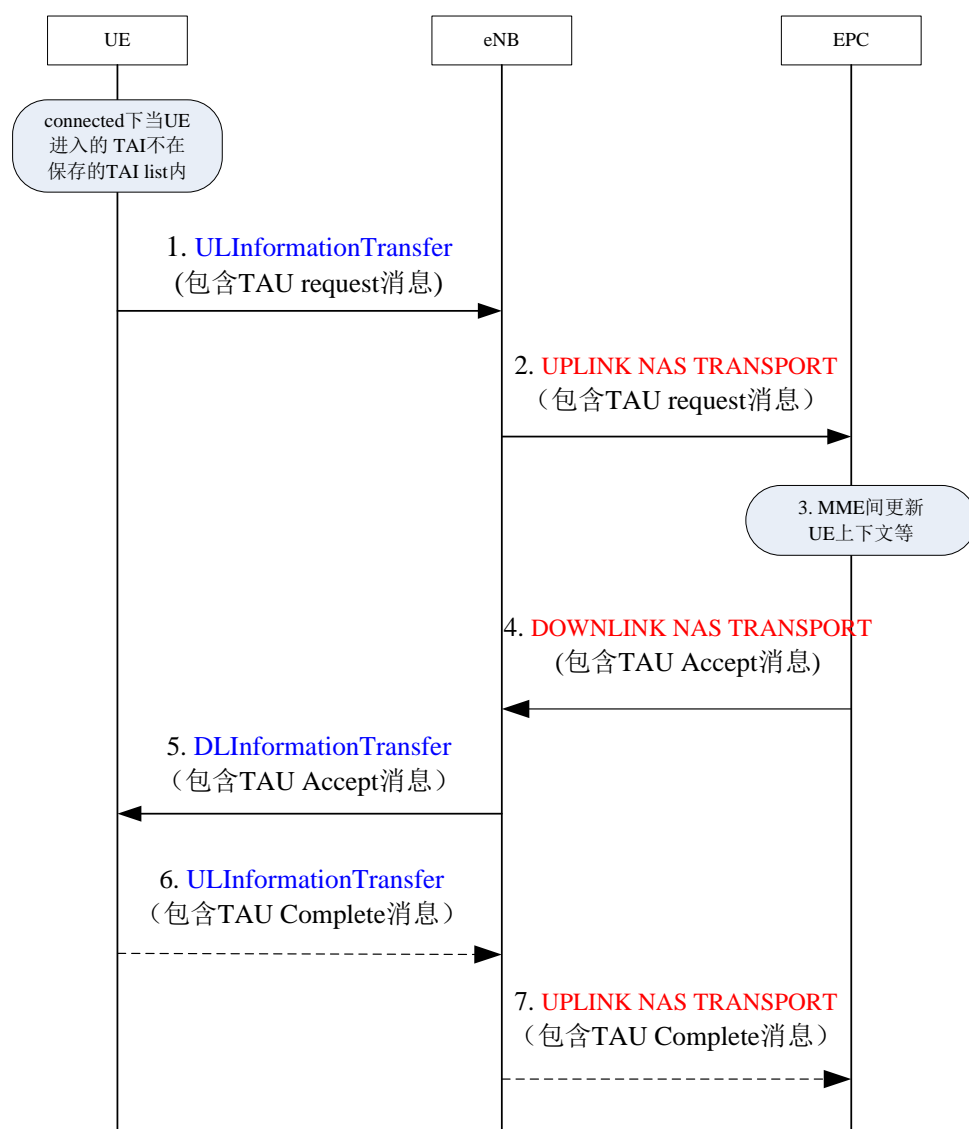 UE
eNB
EPC
connected下当UE
进入的 TAI不在
保存的TAI list内
1. ULInformationTransfer
(包含TAU request消息)
2. UPLINK NAS TRANSPORT
（包含TAU request消息）
3. MME间更新
UE上下文等
4. DOWNLINK NAS TRANSPORT
(包含TAU Accept消息)
5. DLInformationTransfer
（包含TAU Accept消息）
6. ULInformationTransfer
（包含TAU Complete消息）
7. UPLINK NAS TRANSPORT
（包含TAU Complete消息）